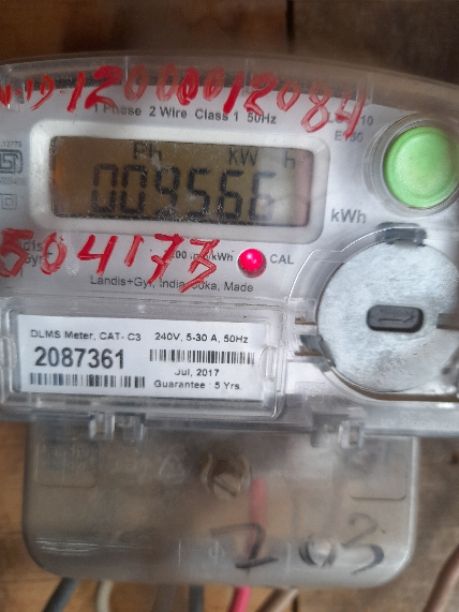 12000012084
1 Phase 2 Wire Class 1 50Hz
Ph kW h
009566
kWh
504173
CAL
Landis+Gyr, India
Made
DLMS Meter, CAT- C3 240V, 5-30 A, 50Hz
2087361
Jul, 2017
Guarantee : 5 Yrs.
203